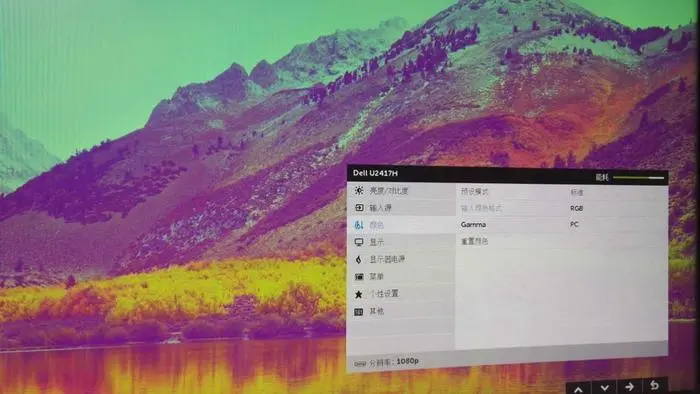 Dell U2417H
能耗
亮度/对比度
预设模式 标准
输入源
输入颜色格式 RGB
颜色
Gamma PC
显示
重置颜色
显示器电源
菜单
个性设置
其他
分辨率: 1080p